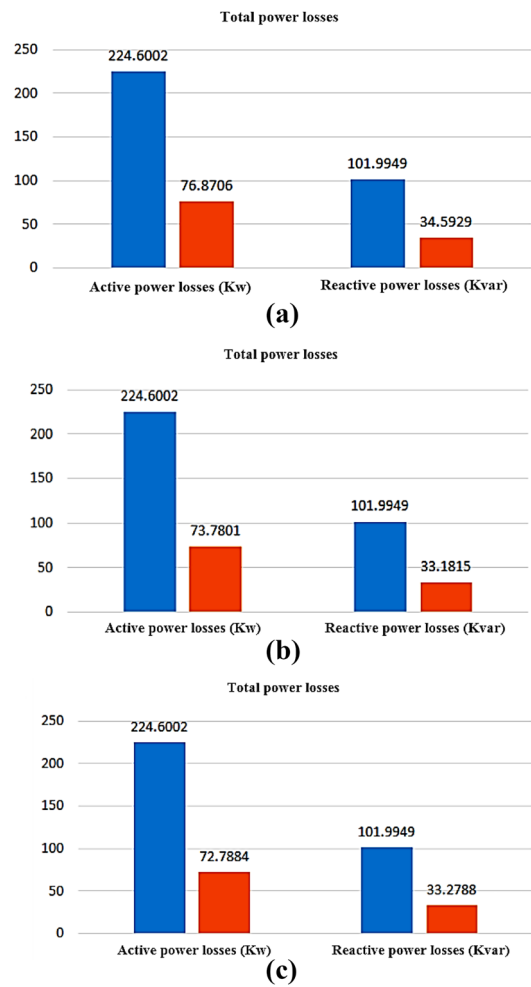 Total power losses
250
224.6002
200
150
101.9949
100
76.8706
50
34.5929
0
Active power losses (Kw)
Reactive power losses (Kvar)
(a)
Total power losses
250
224.6002
200
150
101.9949
100
73.7801
50
33.1815
0
Active power losses (Kw)
Reactive power losses (Kvar)
(b)
Total power losses
250
224.6002
200
150
101.9949
100
72.7884
50
33.2788
0
Active power losses (Kw)
Reactive power losses (Kvar)
(c)